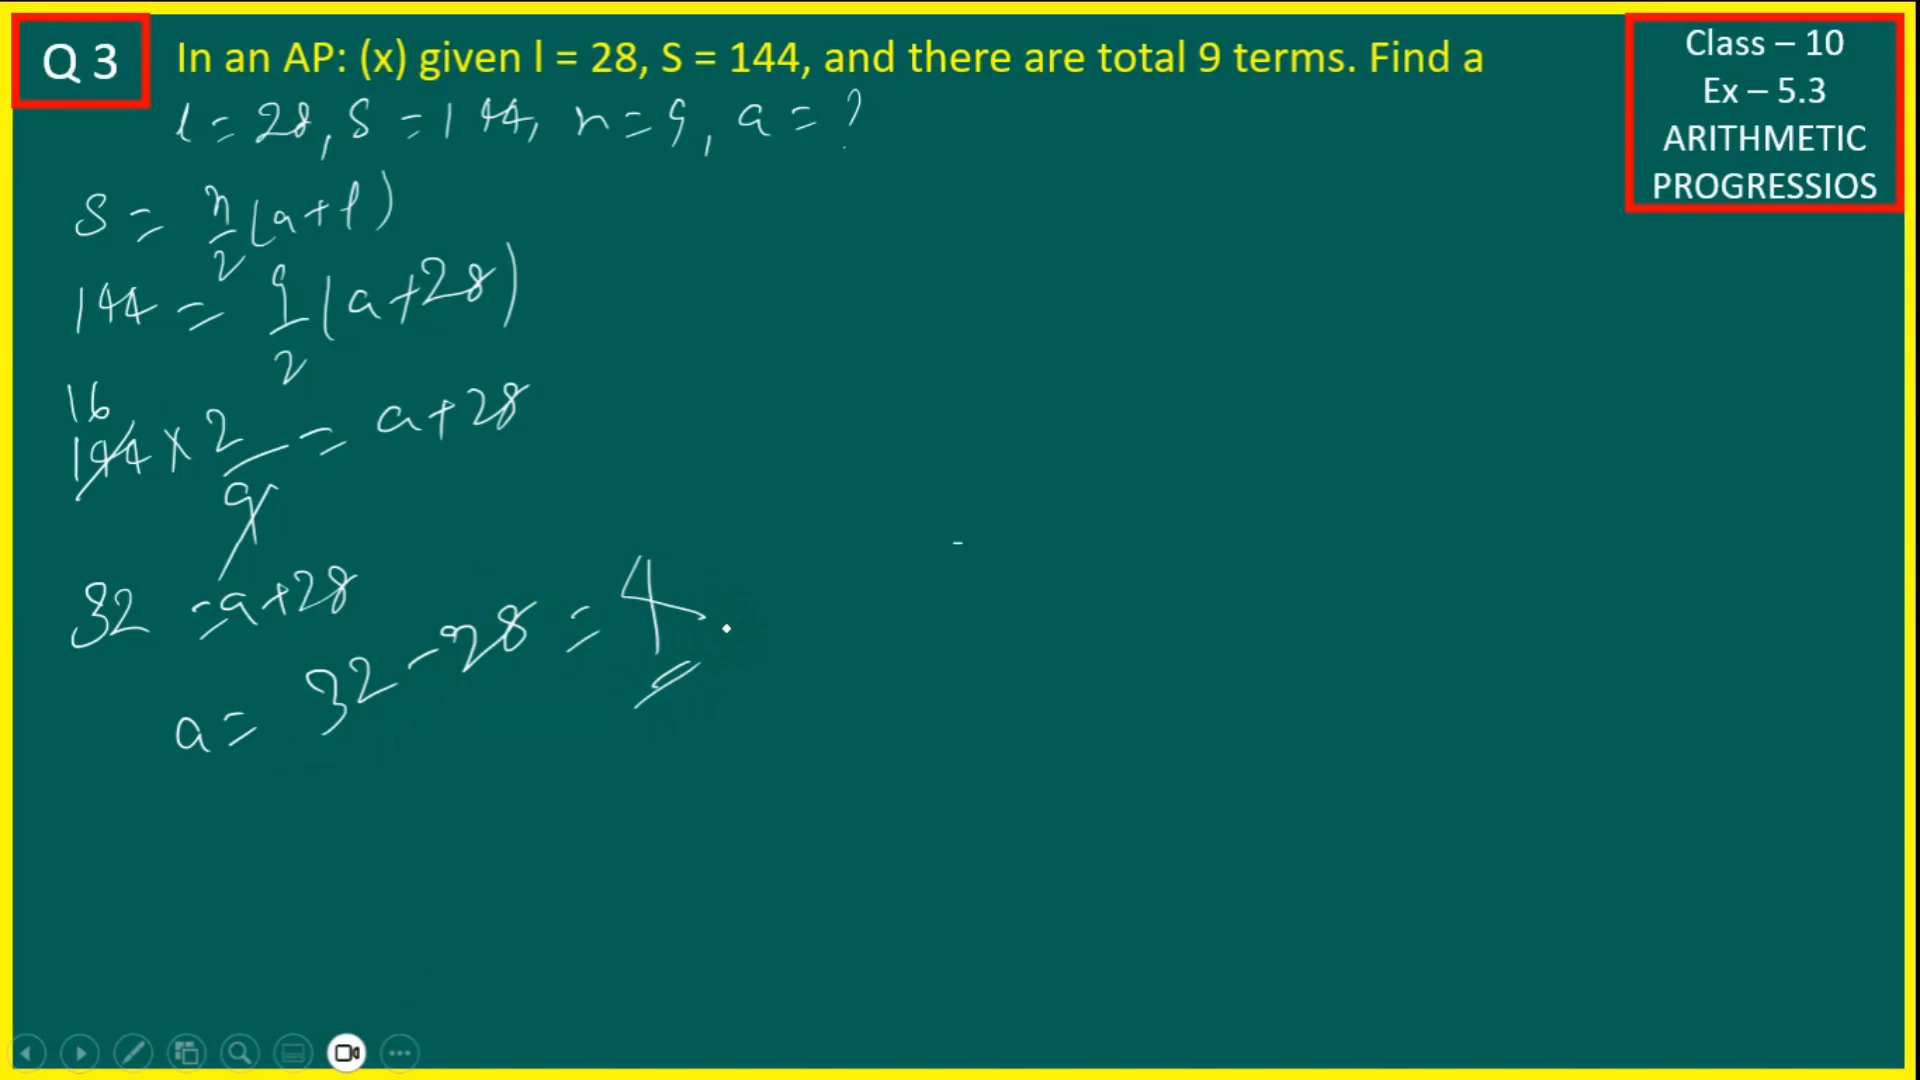 Q 3
In an AP: (x) given l = 28, S = 144, and there are total 9 terms. Find a
Class – 10
Ex – 5.3
ARITHMETIC
PROGRESSIOS
l = 28, S = 144, n = 9, a = ?
S = n/2 (a+l)
144 = 9/2 (a+28)
16
144 × 2/9 = a+28
32 = a+28
a = 32 - 28 = 4